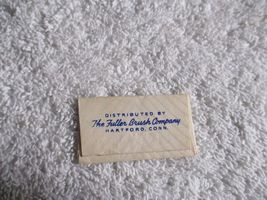 DISTRIBUTED BY
The Fuller Brush Company
HARTFORD, CONN.